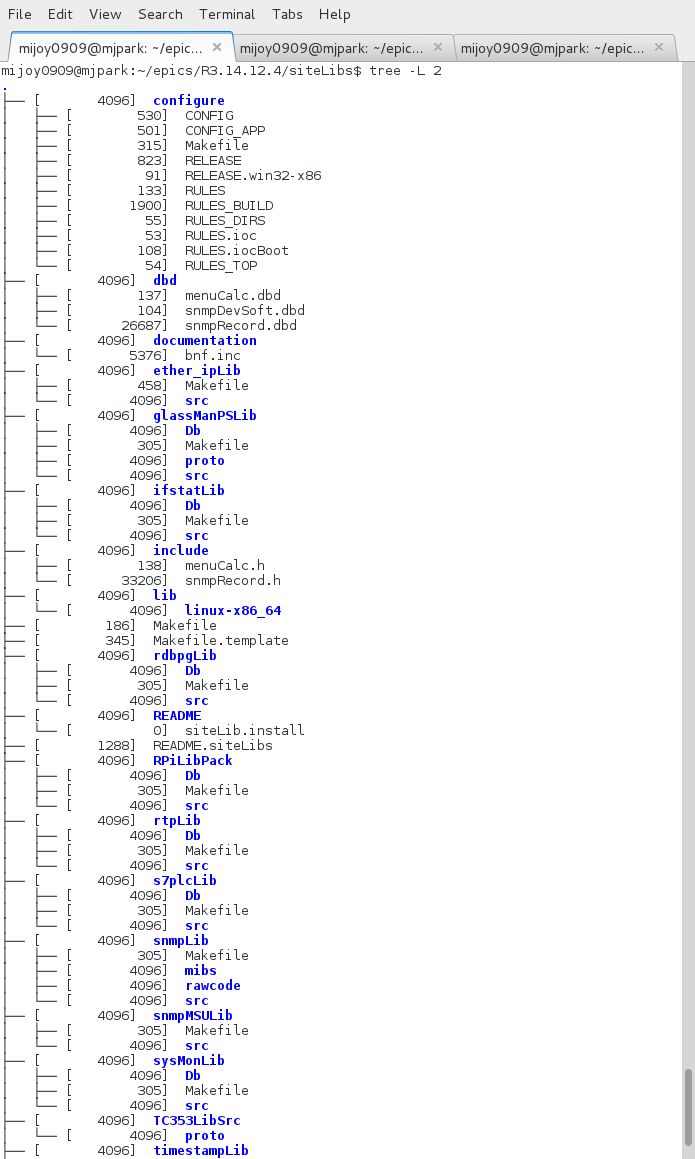 File Edit View Search Terminal Tabs Help
mijoy0909@mjpark: ~/epic... × mijoy0909@mjpark: ~/epic... × mijoy0909@mjpark: ~/epic... ×
mijoy0909@mjpark:~/epics/R3.14.12.4/siteLibs$ tree -L 2
.
├── [       4096]  configure
│   ├── [        530]  CONFIG
│   ├── [        501]  CONFIG_APP
│   ├── [        315]  Makefile
│   ├── [        823]  RELEASE
│   ├── [         91]  RELEASE.win32-x86
│   ├── [        133]  RULES
│   ├── [       1900]  RULES_BUILD
│   ├── [         55]  RULES_DIRS
│   ├── [         53]  RULES.ioc
│   ├── [        108]  RULES.iocBoot
│   └── [         54]  RULES_TOP
├── [       4096]  dbd
│   ├── [        137]  menuCalc.dbd
│   ├── [        104]  snmpDevSoft.dbd
│   └── [      26687]  snmpRecord.dbd
├── [       4096]  documentation
│   └── [       5376]  bnf.inc
├── [       4096]  ether_ipLib
│   ├── [        458]  Makefile
│   └── [       4096]  src
├── [       4096]  glassManPSLib
│   ├── [       4096]  Db
│   ├── [        305]  Makefile
│   ├── [       4096]  proto
│   └── [       4096]  src
├── [       4096]  ifstatLib
│   ├── [       4096]  Db
│   ├── [        305]  Makefile
│   └── [       4096]  src
├── [       4096]  include
│   ├── [        138]  menuCalc.h
│   └── [      33206]  snmpRecord.h
├── [       4096]  lib
│   └── [       4096]  linux-x86_64
├── [        186]  Makefile
├── [        345]  Makefile.template
├── [       4096]  rdbpgLib
│   ├── [       4096]  Db
│   ├── [        305]  Makefile
│   └── [       4096]  src
├── [       4096]  README
│   └── [          0]  siteLib.install
├── [       1288]  README.siteLibs
├── [       4096]  RPiLibPack
│   ├── [       4096]  Db
│   ├── [        305]  Makefile
│   └── [       4096]  src
├── [       4096]  rtpLib
│   ├── [       4096]  Db
│   ├── [        305]  Makefile
│   └── [       4096]  src
├── [       4096]  s7plcLib
│   ├── [       4096]  Db
│   ├── [        305]  Makefile
│   └── [       4096]  src
├── [       4096]  snmpLib
│   ├── [        305]  Makefile
│   ├── [       4096]  mibs
│   ├── [       4096]  rawcode
│   └── [       4096]  src
├── [       4096]  snmpMSULib
│   ├── [        305]  Makefile
│   └── [       4096]  src
├── [       4096]  sysMonLib
│   ├── [       4096]  Db
│   ├── [        305]  Makefile
│   └── [       4096]  src
├── [       4096]  TC353LibSrc
│   └── [       4096]  proto
├── [       4096]  timestampLib